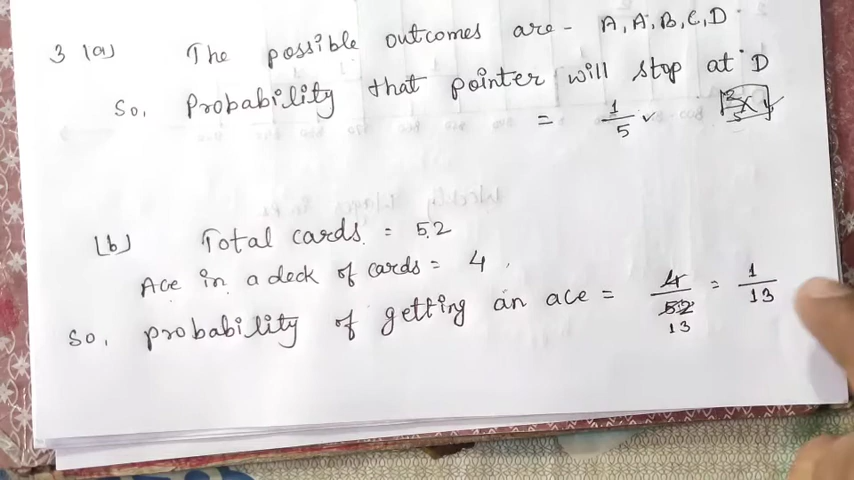 3 (a) The possible outcomes are - A, A, B, C, D
So, Probability that pointer will stop at D
= 1/5
(b) Total cards = 52
Ace in a deck of cards = 4
So, probability of getting an ace = 4/52 = 1/13
13